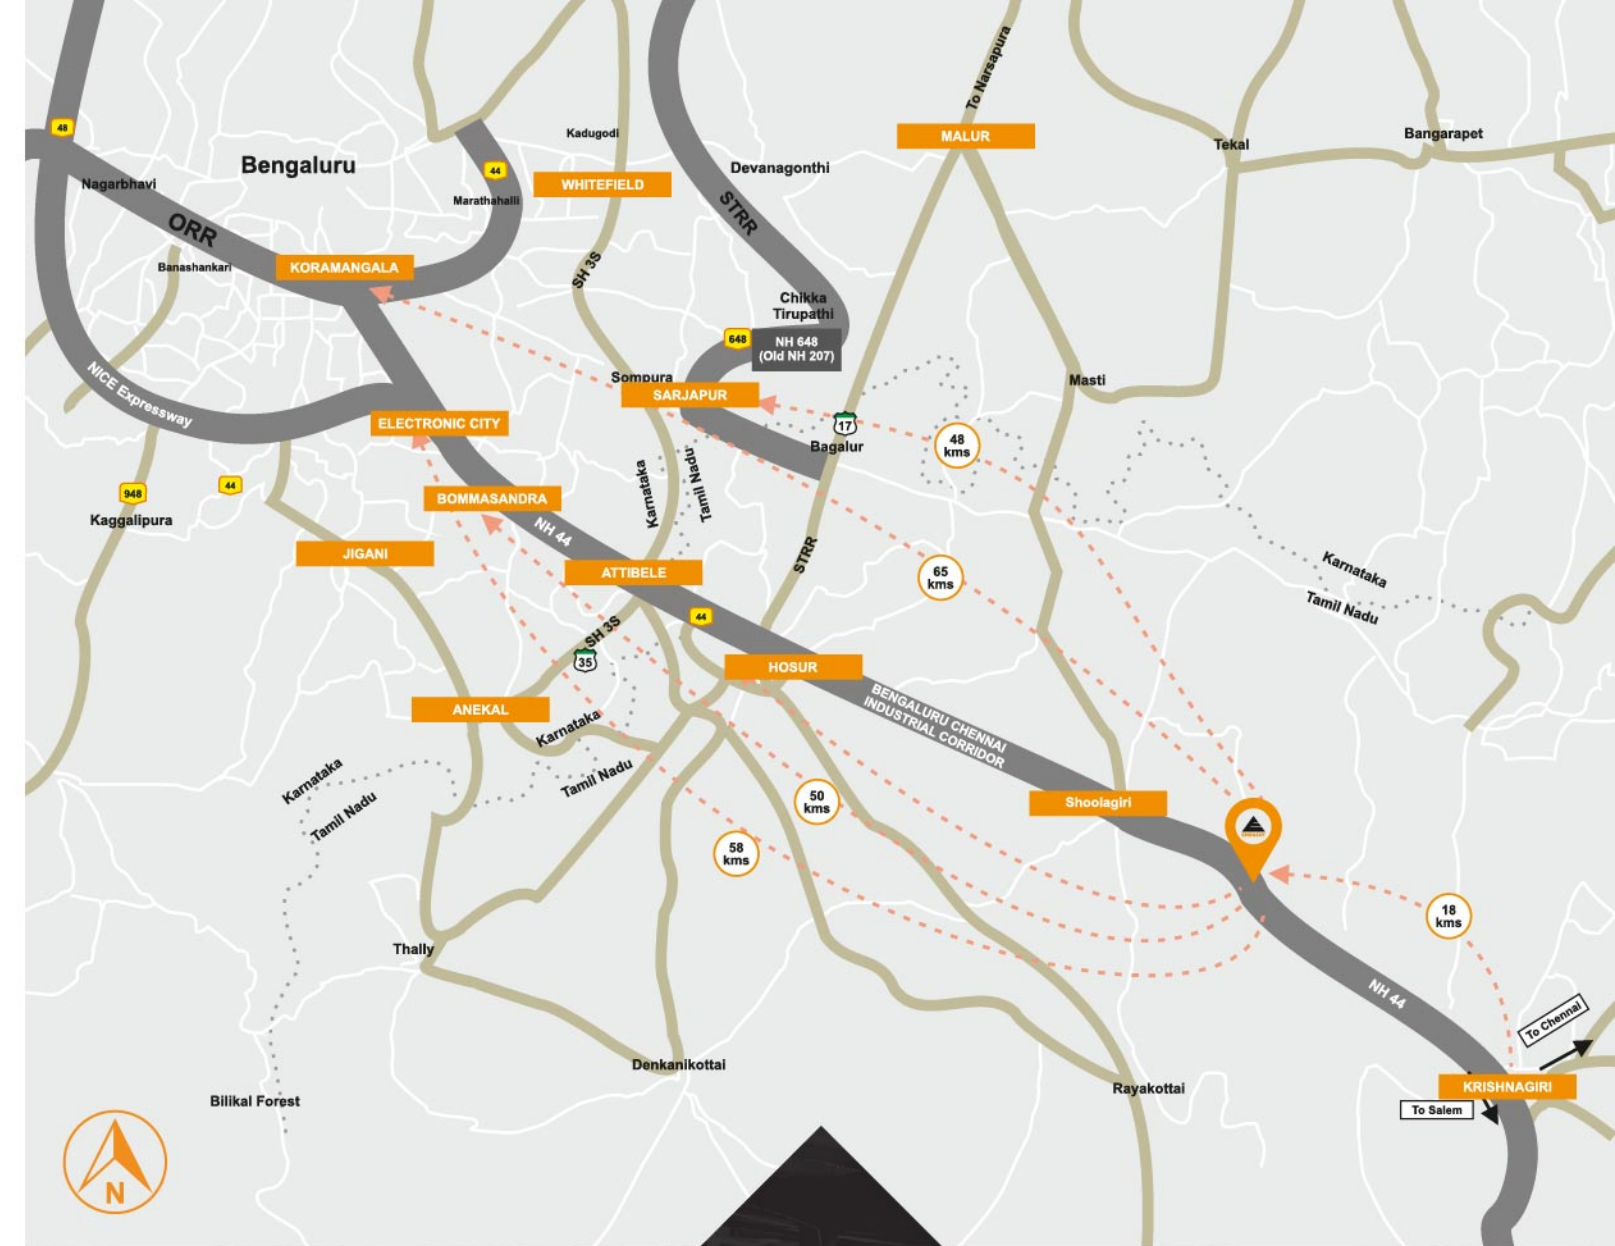 To Narsapura
48
Kadugodi
MALUR
Tekal
Bangarapet
Bengaluru
44
Devanagonthi
Nagarbhavi
WHITEFIELD
Marathahalli
STRR
ORR
Banashankari
KORAMANGALA
SH 3S
Chikka
Tirupathi
648
NH 648
(Old NH 207)
Sompura
SARJAPUR
Masti
NICE Expressway
ELECTRONIC CITY
17
Bagalur
48
kms
948
44
Karnataka
Tamil Nadu
BOMMASANDRA
Kaggalipura
NH 44
JIGANI
STRR
ATTIBELE
65
kms
Karnataka
Tamil Nadu
44
SH 3S
35
HOSUR
BENGALURU CHENNAI
INDUSTRIAL CORRIDOR
ANEKAL
Karnataka
Tamil Nadu
Karnataka
Tamil Nadu
50
kms
Shoolagiri
58
kms
18
kms
Thally
NH 44
To Chennai
Denkanikottai
Rayakottai
KRISHNAGIRI
To Salem
Bilikal Forest
N